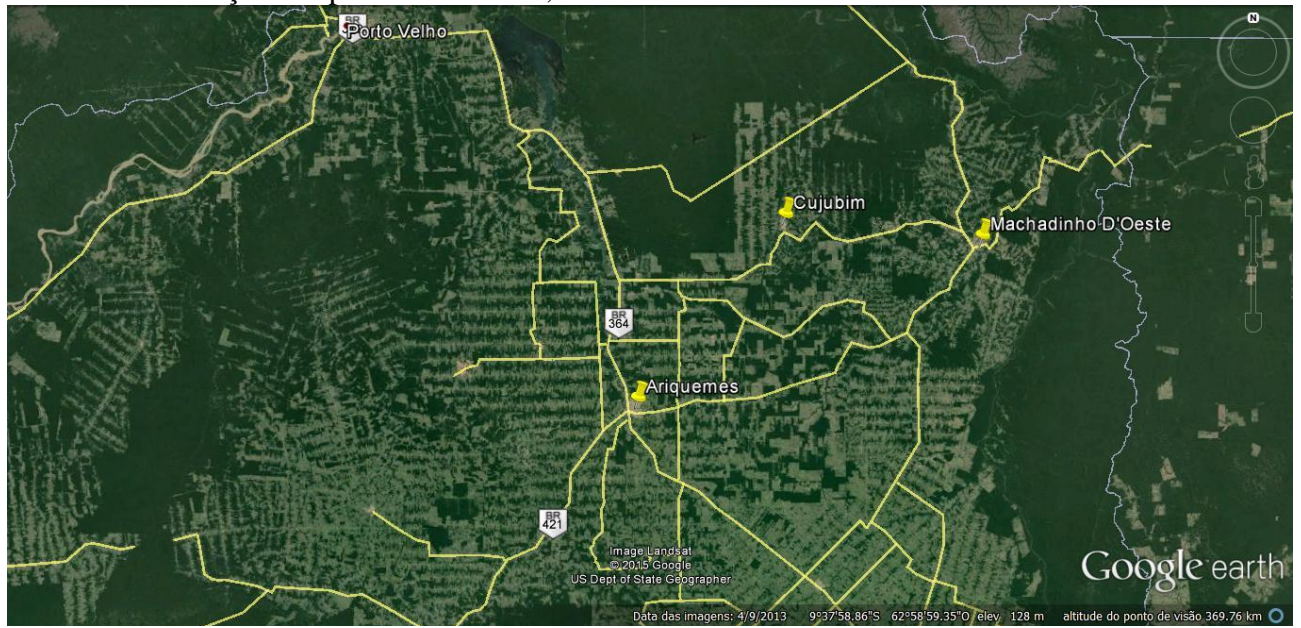 BR
Porto Velho
N
Cujubim
Machadinho D'Oeste
BR
364
Ariquemes
BR
421
Image Landsat
© 2015 Google
US Dept of State Geographer
Google earth
Data das imagens: 4/9/2013 9°37'58.86"S 62°58'59.35"O elev 128 m altitude do ponto de visão 369.76 km